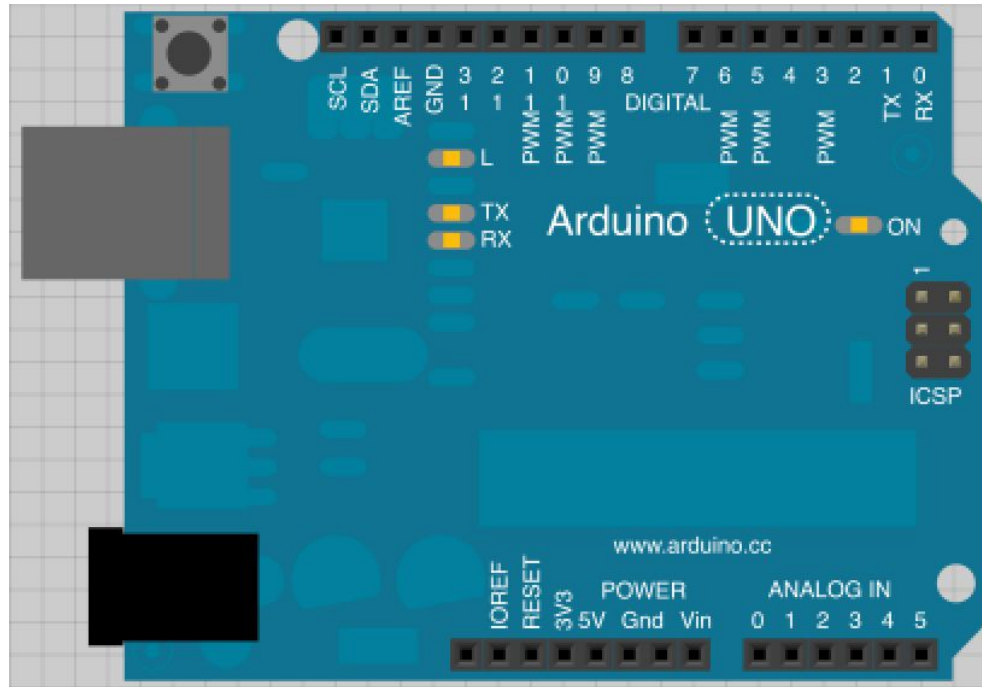 SCL SDA AREF GND 13 12 11 10 9 8 7 6 5 4 3 2 1 0
PWM PWM PWM DIGITAL PWM PWM PWM TX RX
L
TX
RX
Arduino UNO ON
1
ICSP
www.arduino.cc
IOREF RESET 3V3 5V Gnd Vin
POWER
ANALOG IN
0 1 2 3 4 5